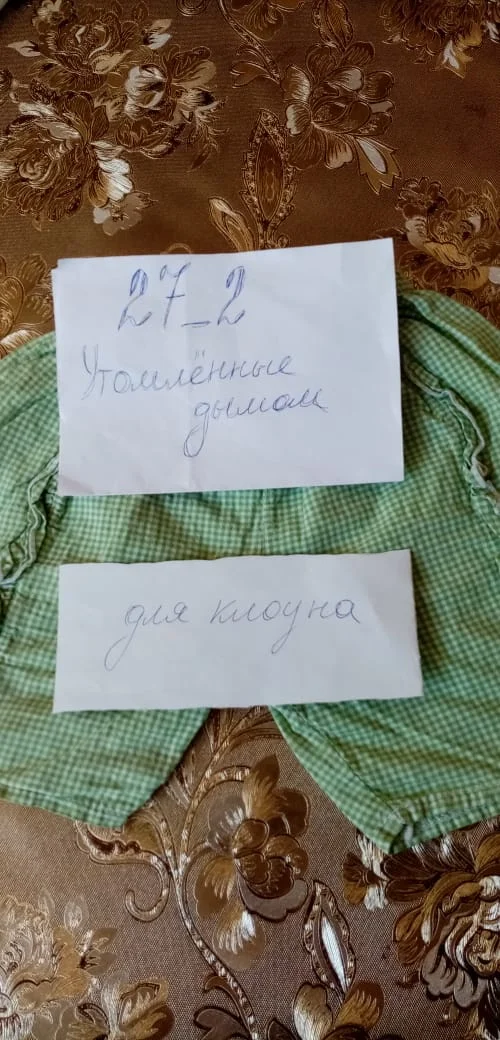 27_2
Утомлённые
дымом
для клоуна